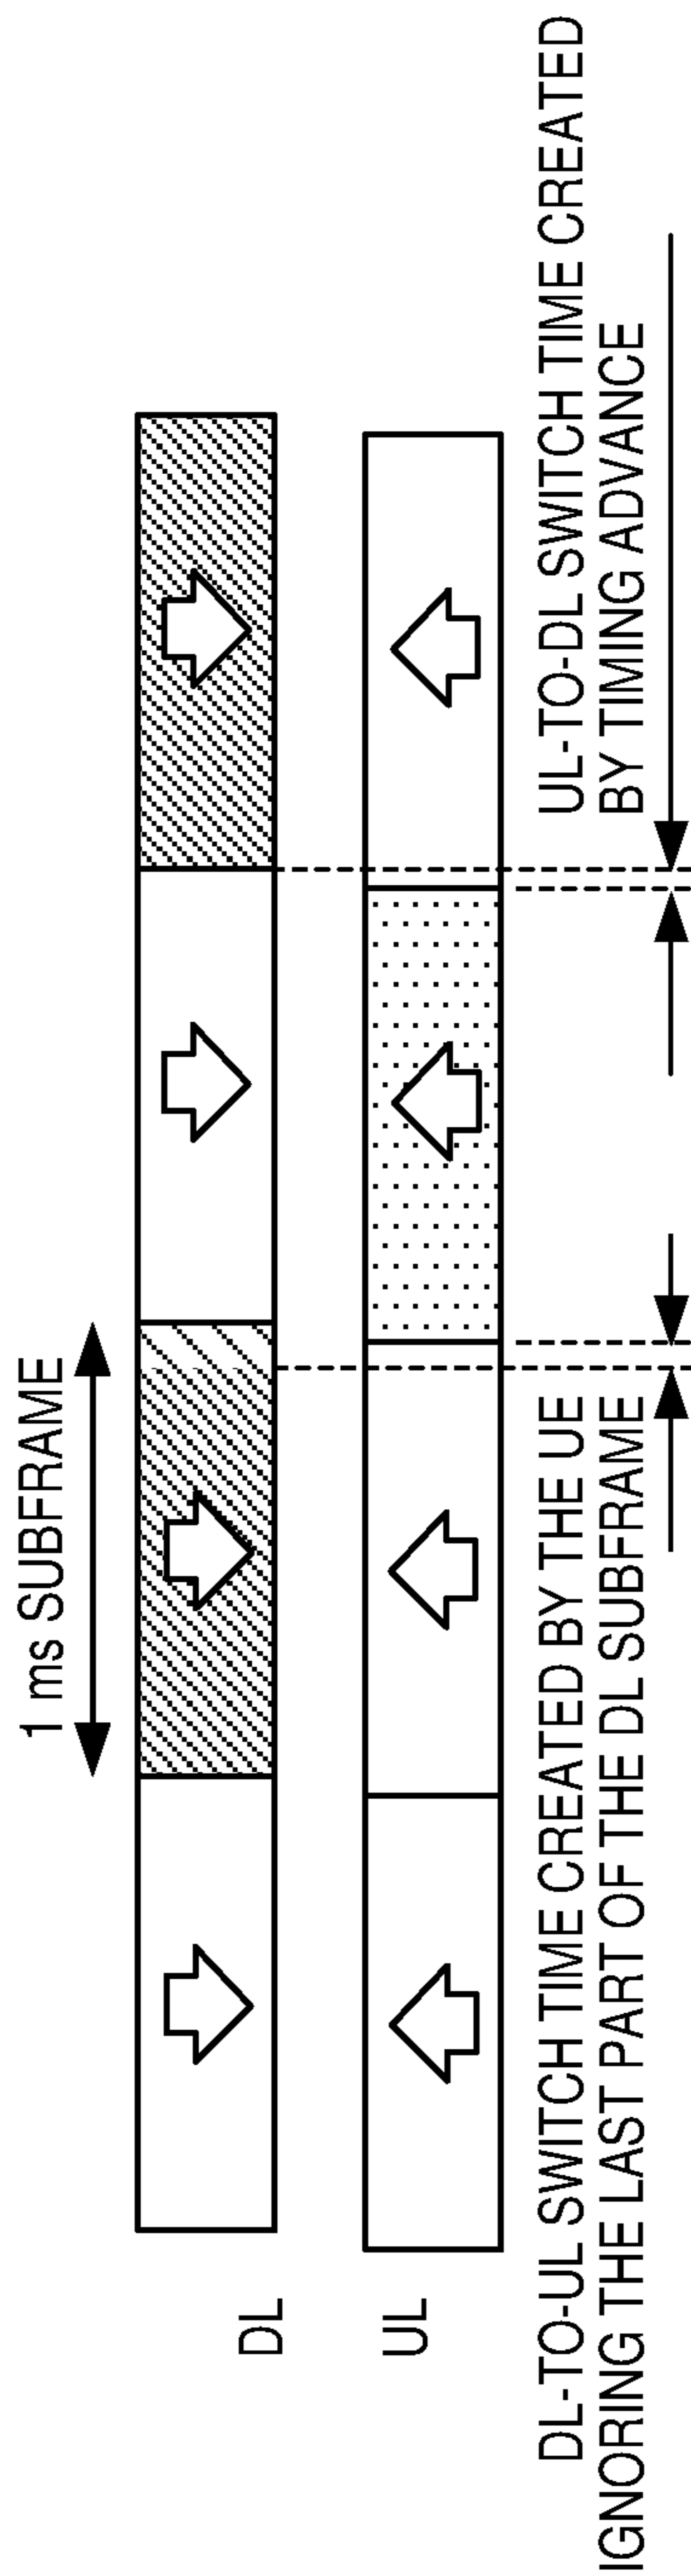 1 ms SUBFRAME
DL
UL
DL-TO-UL SWITCH TIME CREATED BY THE UE
IGNORING THE LAST PART OF THE DL SUBFRAME
UL-TO-DL SWITCH TIME CREATED
BY TIMING ADVANCE